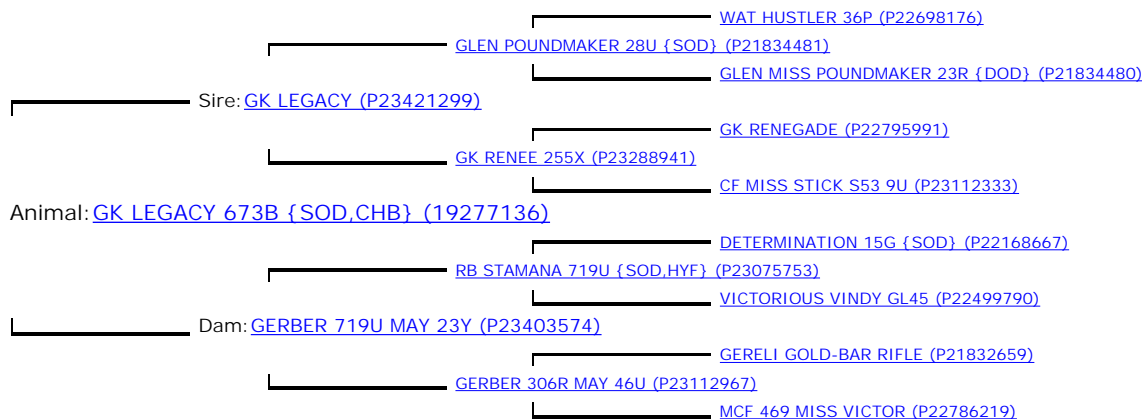 WAT HUSTLER 36P (P22698176)
GLEN POUNDMAKER 28U {SOD} (P21834481)
GLEN MISS POUNDMAKER 23R {DOD} (P21834480)
Sire: GK LEGACY (P23421299)
GK RENEGADE (P22795991)
GK RENEE 255X (P23288941)
CF MISS STICK S53 9U (P23112333)
Animal: GK LEGACY 673B {SOD,CHB} (19277136)
DETERMINATION 15G {SOD} (P22168667)
RB STAMANA 719U {SOD,HYF} (P23075753)
VICTORIOUS VINDY GL45 (P22499790)
Dam: GERBER 719U MAY 23Y (P23403574)
GERELI GOLD-BAR RIFLE (P21832659)
GERBER 306R MAY 46U (P23112967)
MCF 469 MISS VICTOR (P22786219)